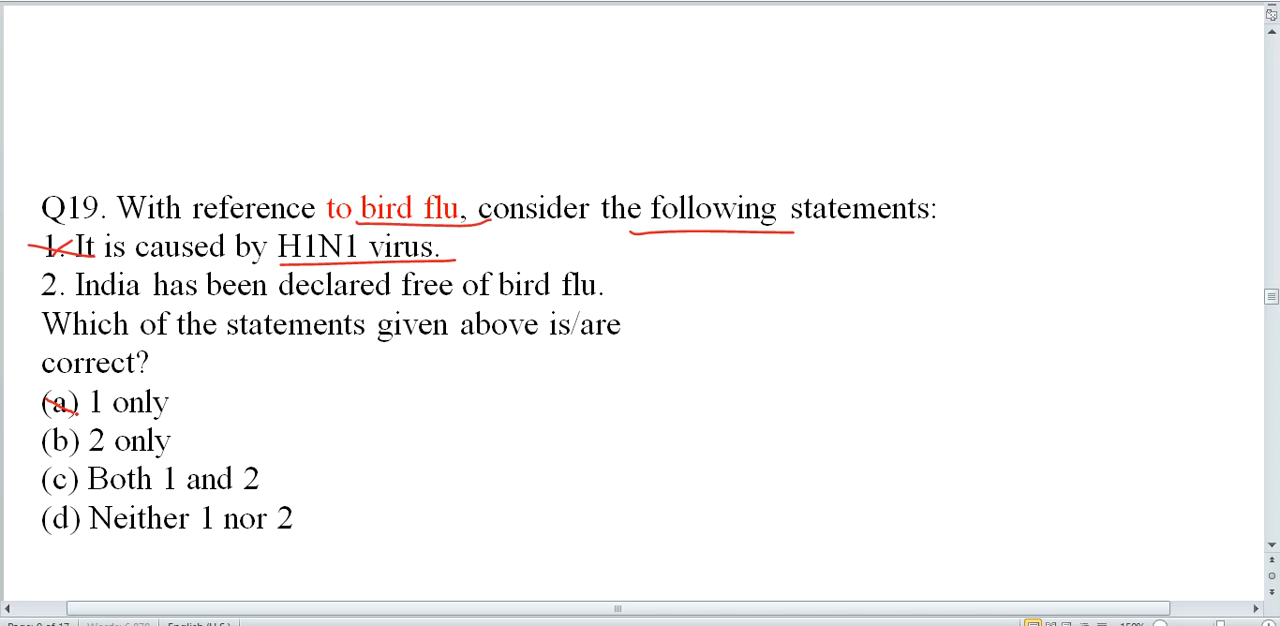 Q19. With reference to bird flu, consider the following statements:
1. It is caused by H1N1 virus.
2. India has been declared free of bird flu.
Which of the statements given above is/are
correct?
(a) 1 only
(b) 2 only
(c) Both 1 and 2
(d) Neither 1 nor 2